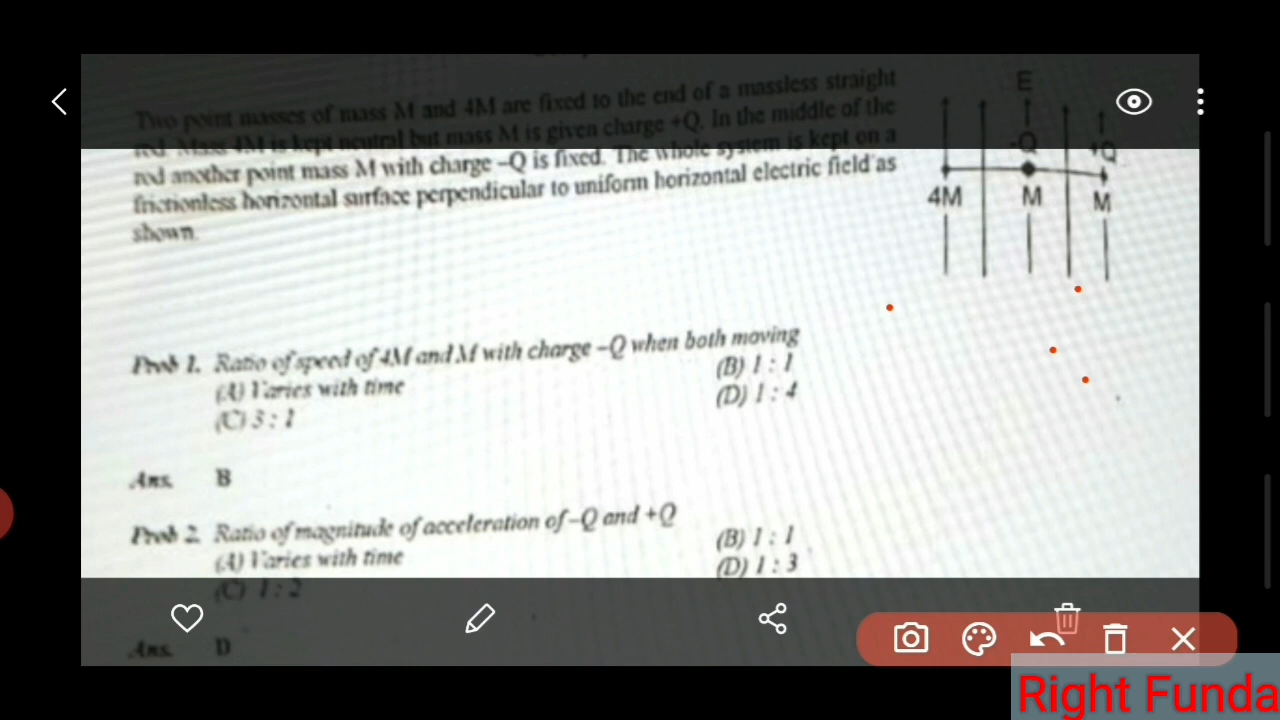 Two point masses of mass M and 4M are fixed to the end of a massless straight
rod. Mass 4M is kept neutral but mass M is given charge +Q. In the middle of the
rod another point mass M with charge –Q is fixed. The whole system is kept on a
frictionless horizontal surface perpendicular to uniform horizontal electric field as
shown.
E
-Q
+Q
4M M M
Prob 1. Ratio of speed of 4M and M with charge –Q when both moving
(A) Varies with time (B) 1 : 1
(C) 3 : 1 (D) 1 : 4
Ans. B
Prob 2. Ratio of magnitude of acceleration of –Q and +Q
(A) Varies with time (B) 1 : 1
(C) 1 : 2 (D) 1 : 3
Ans. D
Right Funda